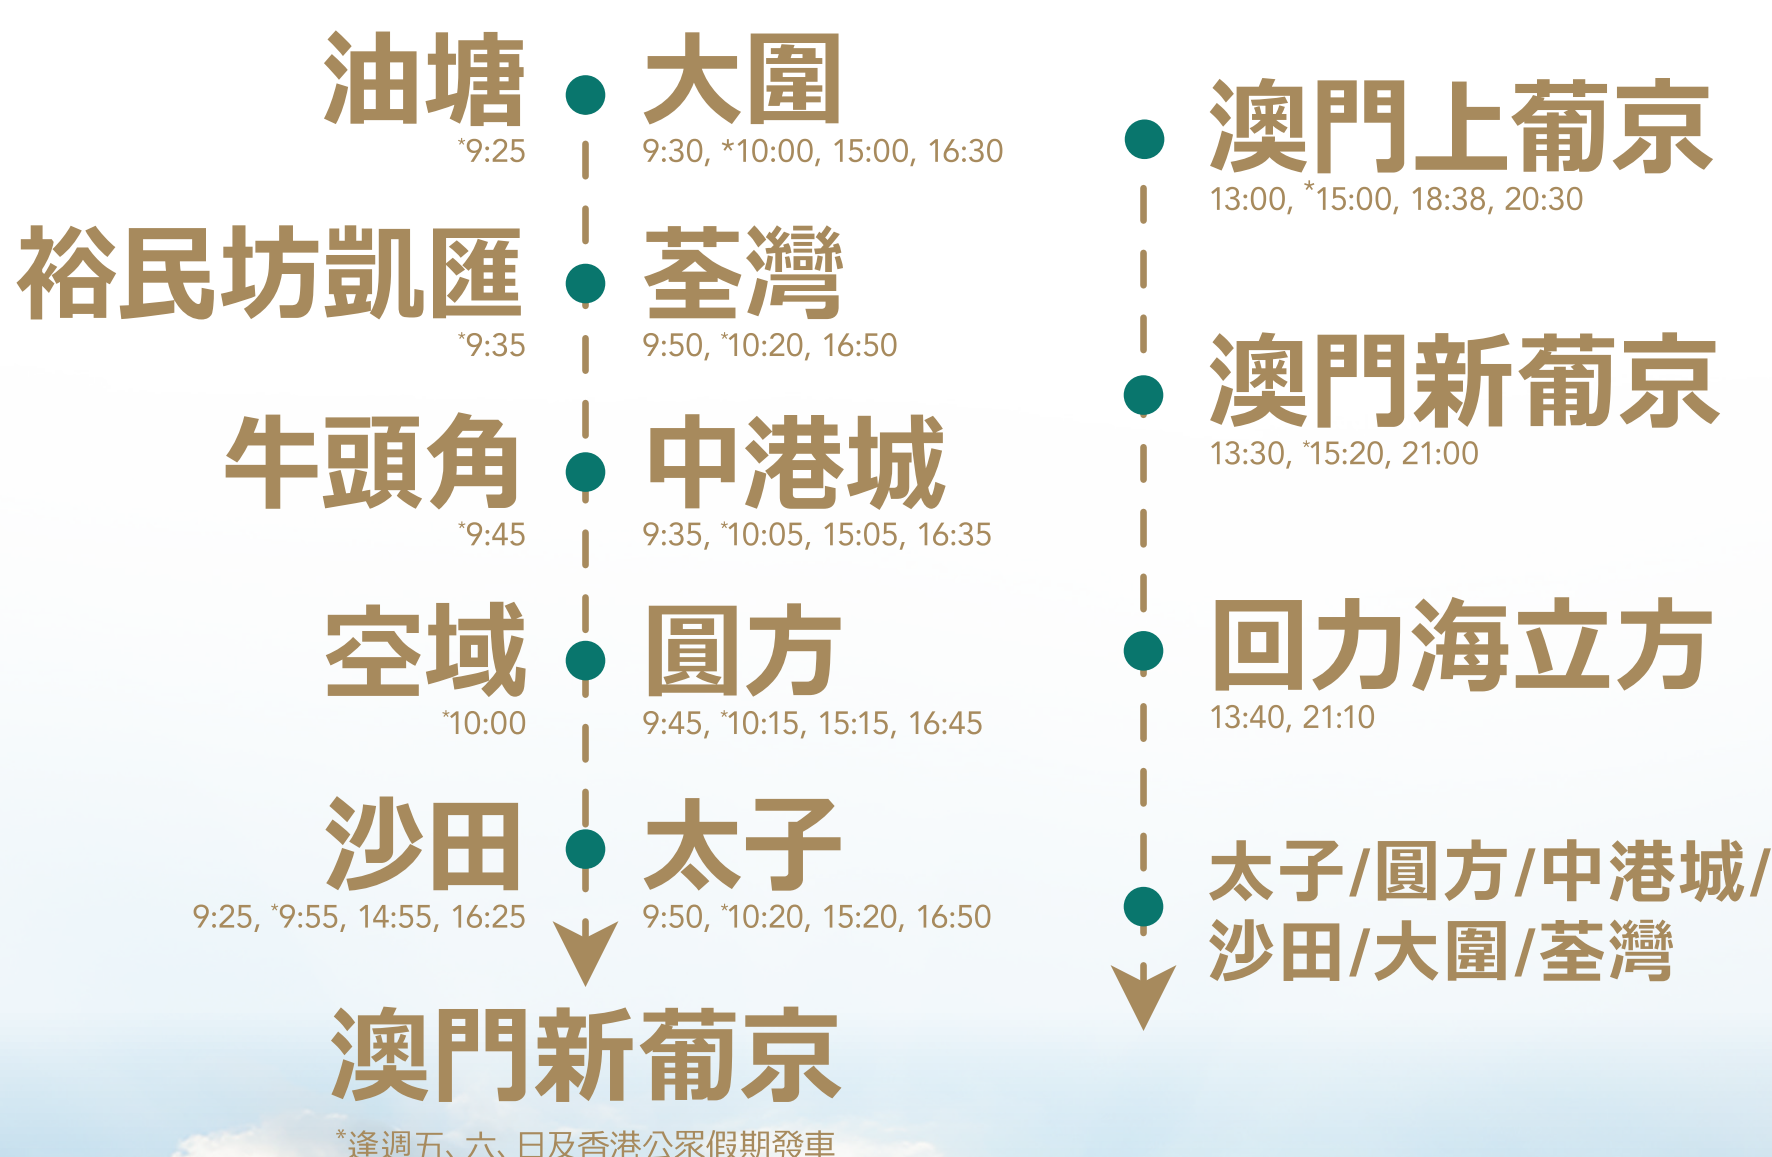 油塘
*9:25
大圍
9:30, *10:00, 15:00, 16:30
裕民坊凱匯
*9:35
荃灣
9:50, *10:20, 16:50
牛頭角
*9:45
中港城
9:35, *10:05, 15:05, 16:35
空域
*10:00
圓方
9:45, *10:15, 15:15, 16:45
沙田
9:25, *9:55, 14:55, 16:25
太子
9:50, *10:20, 15:20, 16:50
澳門新葡京
*逢週五、六、日及香港公眾假期發車
澳門上葡京
13:00, *15:00, 18:38, 20:30
澳門新葡京
13:30, *15:20, 21:00
回力海立方
13:40, 21:10
太子/圓方/中港城/
沙田/大圍/荃灣